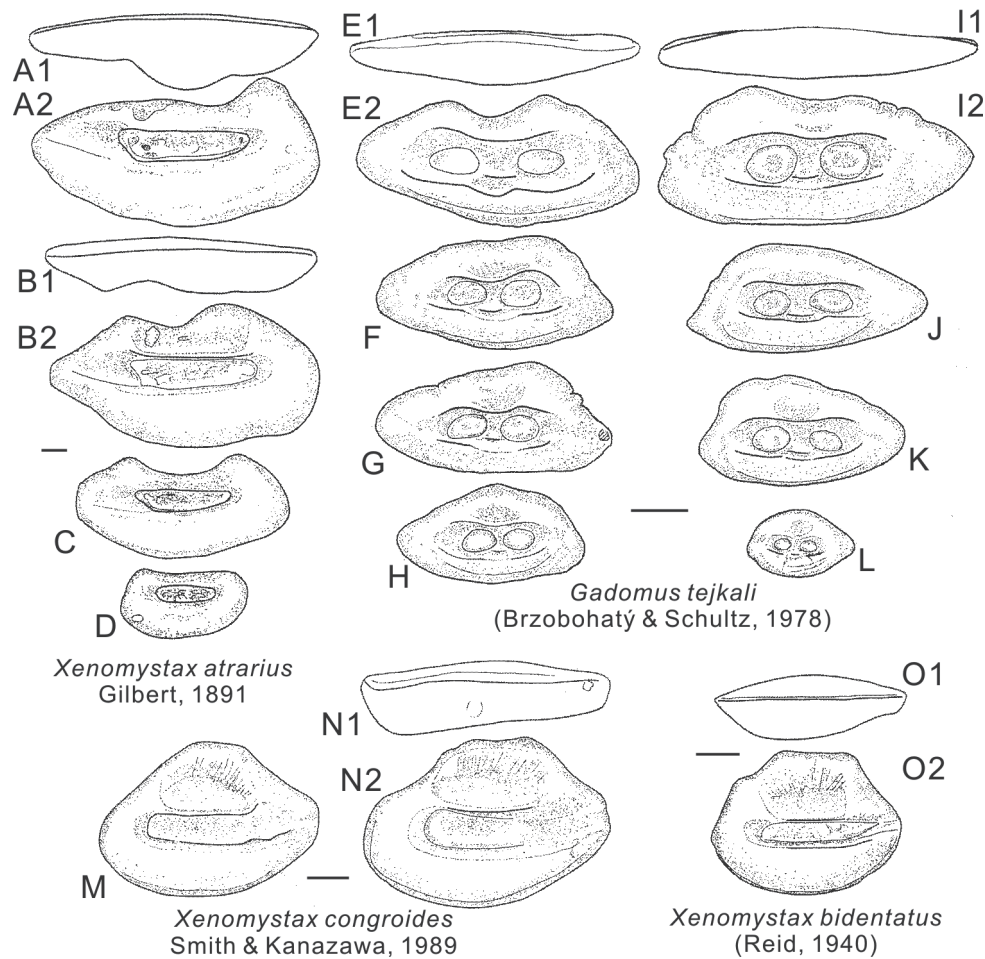 A1
A2
B1
B2
C
D
Xenomystax atrarius
Gilbert, 1891
E1
E2
F
G
H
I1
I2
J
K
L
Gadomus tejkali
(Brzobohatý & Schultz, 1978)
M
N1
N2
Xenomystax congroides
Smith & Kanazawa, 1989
O1
O2
Xenomystax bidentatus
(Reid, 1940)